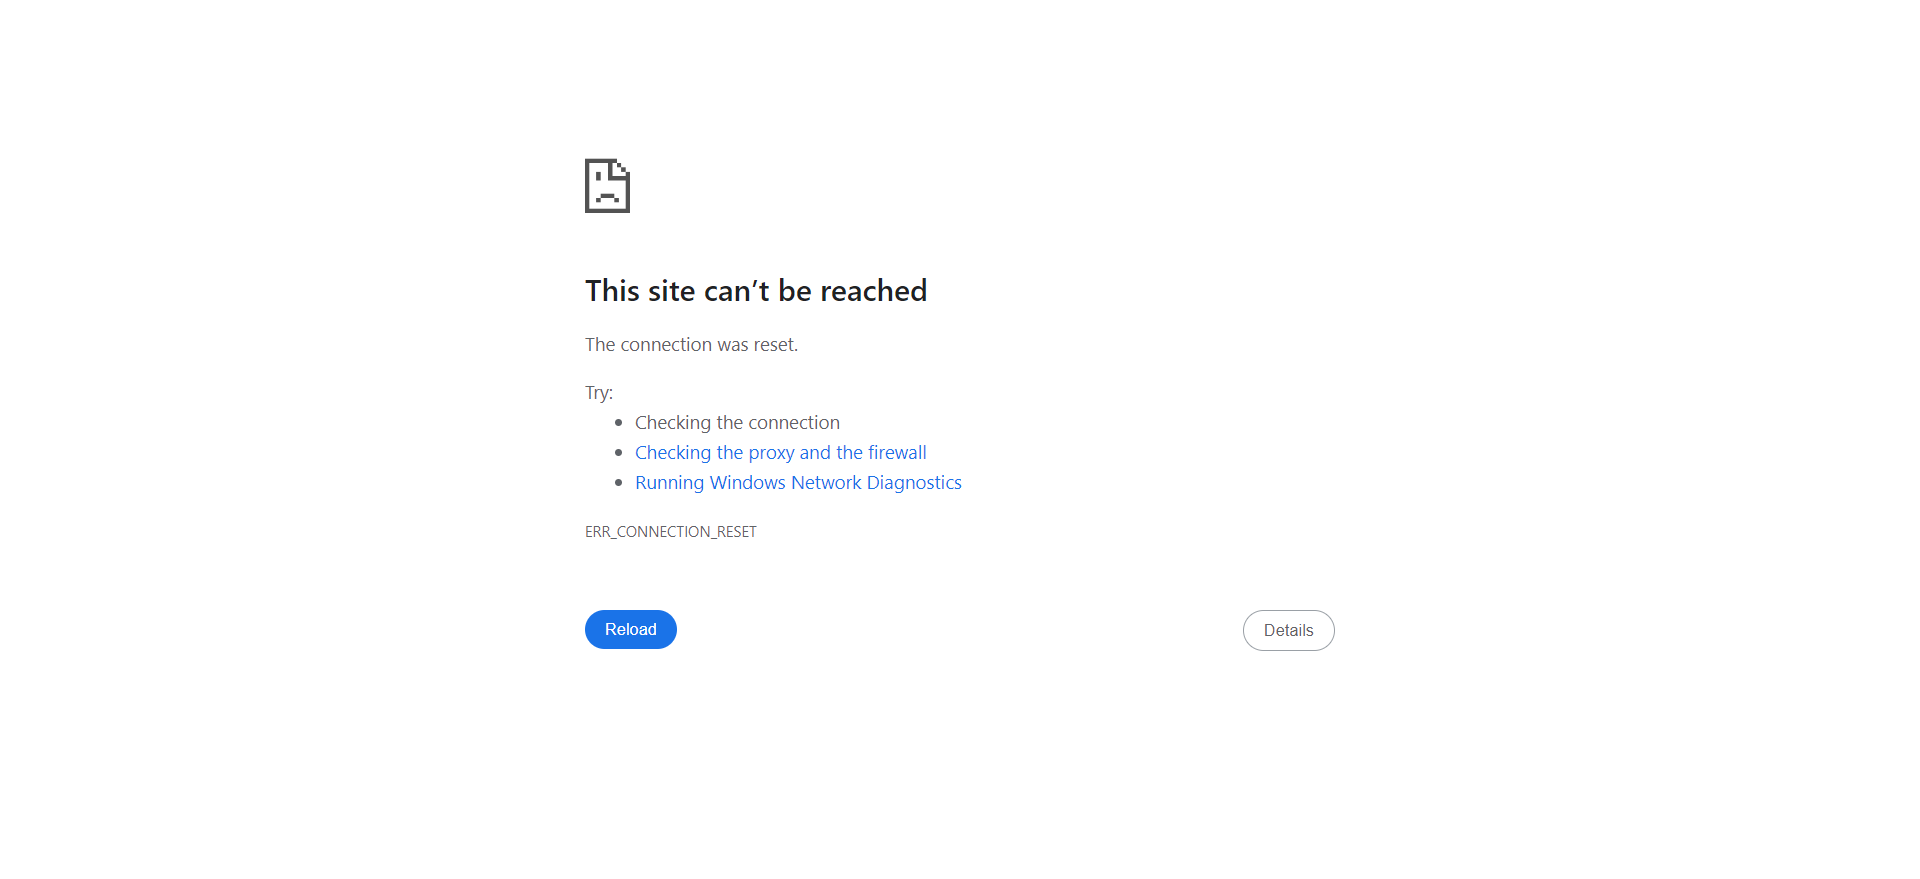 This site can’t be reached
The connection was reset.
Try:
Checking the connection
Checking the proxy and the firewall
Running Windows Network Diagnostics
ERR_CONNECTION_RESET
Reload
Details